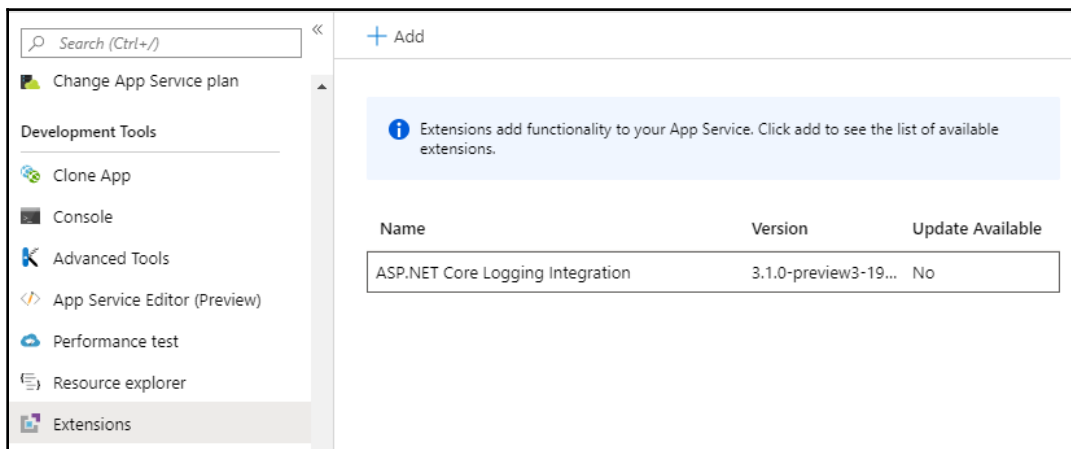 Search (Ctrl+/)
«
Change App Service plan
Development Tools
Clone App
Console
Advanced Tools
App Service Editor (Preview)
Performance test
Resource explorer
Extensions
+ Add
Extensions add functionality to your App Service. Click add to see the list of available
extensions.
Name Version Update Available
ASP.NET Core Logging Integration 3.1.0-preview3-19... No